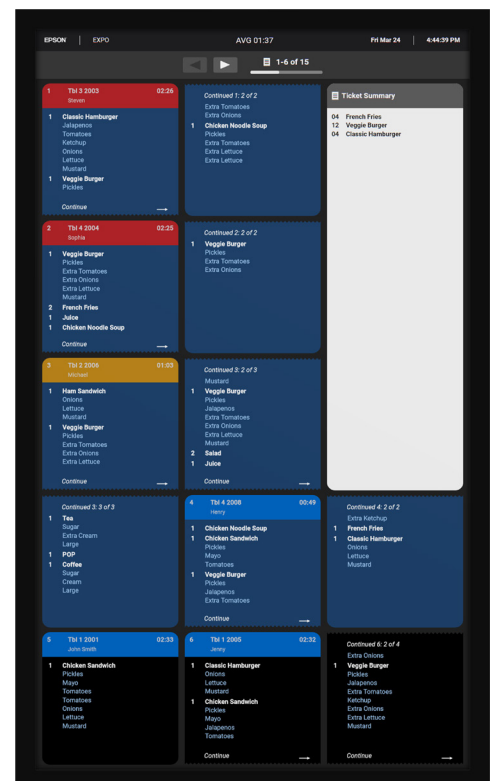 EPSON | EXPO AVG 01:37 Fri Mar 24 | 4:44:39 PM
1-6 of 15
1 Tbl 3 2003 02:26
Steven
1 Classic Hamburger
Jalapenos
Tomatoes
Ketchup
Onions
Lettuce
Mustard
1 Veggie Burger
Pickles
Continue
Continued 1: 2 of 2
Extra Tomatoes
Extra Onions
1 Chicken Noodle Soup
Pickles
Extra Tomatoes
Extra Lettuce
Extra Lettuce
Ticket Summary
04 French Fries
12 Veggie Burger
04 Classic Hamburger
2 Tbl 4 2004 02:25
Sophia
1 Veggie Burger
Pickles
Extra Tomatoes
Extra Onions
Extra Lettuce
Mustard
2 French Fries
1 Juice
1 Chicken Noodle Soup
Continue
Continued 2: 2 of 2
1 Veggie Burger
Pickles
Extra Tomatoes
Extra Onions
3 Tbl 2 2006 01:03
Michael
1 Ham Sandwich
Onions
Lettuce
Mustard
1 Veggie Burger
Pickles
Extra Tomatoes
Extra Onions
Extra Lettuce
Continue
Continued 3: 2 of 3
Mustard
1 Veggie Burger
Pickles
Jalapenos
Extra Tomatoes
Extra Onions
Extra Lettuce
Mustard
2 Salad
1 Juice
Continue
Continued 3: 3 of 3
1 Tea
Sugar
Extra Cream
Large
1 POP
1 Coffee
Sugar
Cream
Large
4 Tbl 4 2008 00:49
Henry
1 Chicken Noodle Soup
1 Chicken Sandwich
Pickles
Mayo
Tomatoes
1 Veggie Burger
Pickles
Jalapenos
Extra Tomatoes
Continue
Continued 4: 2 of 2
Extra Ketchup
1 French Fries
1 Classic Hamburger
Onions
Lettuce
Mustard
5 Tbl 1 2001 02:33
John Smith
1 Chicken Sandwich
Pickles
Mayo
Tomatoes
Tomatoes
Onions
Lettuce
Mustard
6 Tbl 1 2005 02:32
Jenny
1 Classic Hamburger
Onions
Lettuce
Mustard
1 Chicken Sandwich
Pickles
Mayo
Jalapenos
Tomatoes
Continue
Continued 6: 2 of 4
Extra Onions
1 Veggie Burger
Pickles
Jalapenos
Extra Tomatoes
Ketchup
Extra Onions
Extra Lettuce
Mustard
Continue